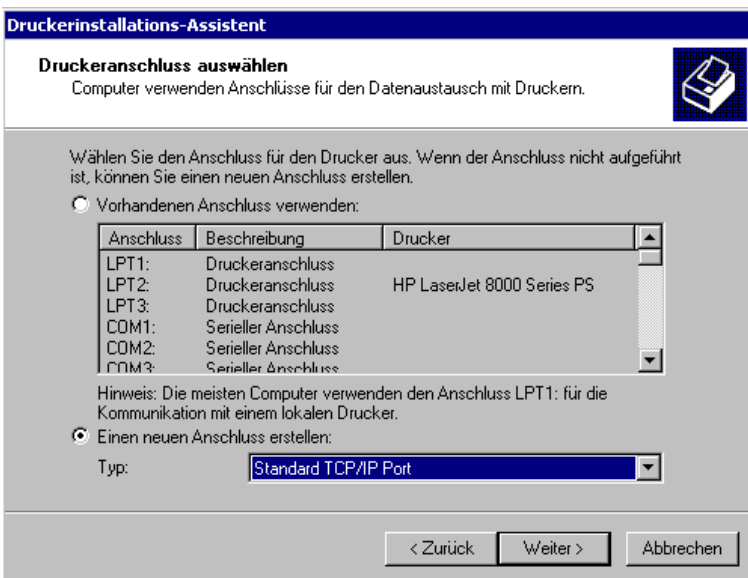 Druckerinstallations-Assistent
Druckeranschluss auswählen
Computer verwenden Anschlüsse für den Datenaustausch mit Druckern.
Wählen Sie den Anschluss für den Drucker aus. Wenn der Anschluss nicht aufgeführt
ist, können Sie einen neuen Anschluss erstellen.
Vorhandenen Anschluss verwenden:
Anschluss Beschreibung Drucker
LPT1: Druckeranschluss
LPT2: Druckeranschluss HP LaserJet 8000 Series PS
LPT3: Druckeranschluss
COM1: Serieller Anschluss
COM2: Serieller Anschluss
COM3: Serieller Anschluss
Hinweis: Die meisten Computer verwenden den Anschluss LPT1: für die
Kommunikation mit einem lokalen Drucker.
Einen neuen Anschluss erstellen:
Typ: Standard TCP/IP Port
< Zurück Weiter > Abbrechen